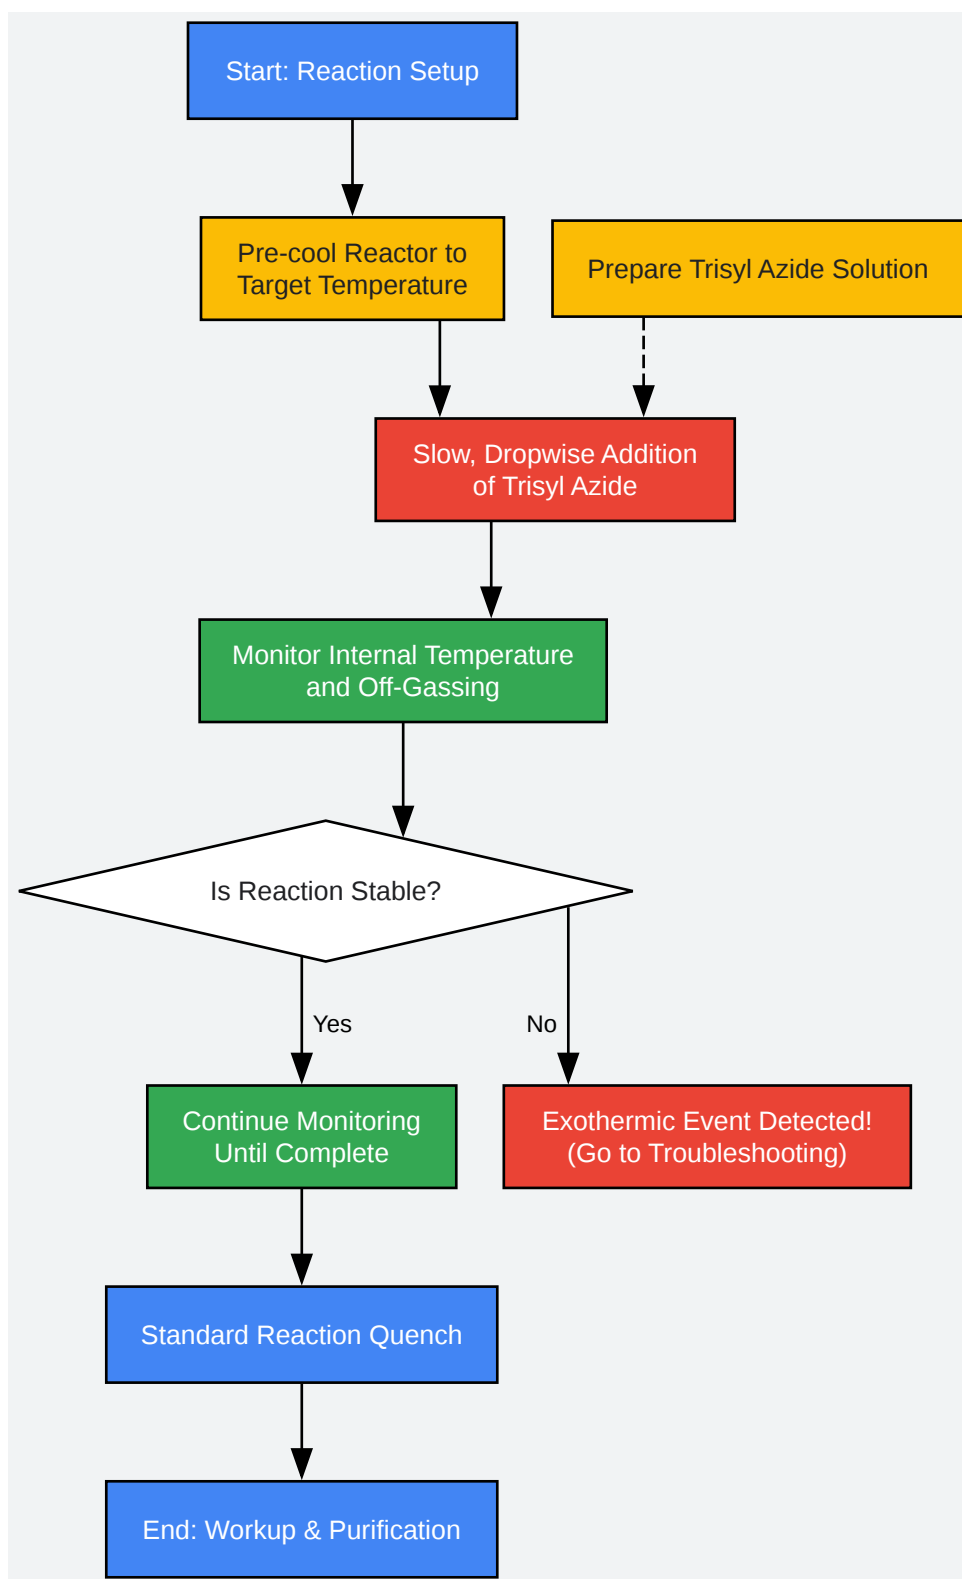 Start: Reaction Setup
Pre-cool Reactor to
Target Temperature
Prepare Trisyl Azide Solution
Slow, Dropwise Addition
of Trisyl Azide
Monitor Internal Temperature
and Off-Gassing
Is Reaction Stable?
Yes
No
Continue Monitoring
Until Complete
Exothermic Event Detected!
(Go to Troubleshooting)
Standard Reaction Quench
End: Workup & Purification